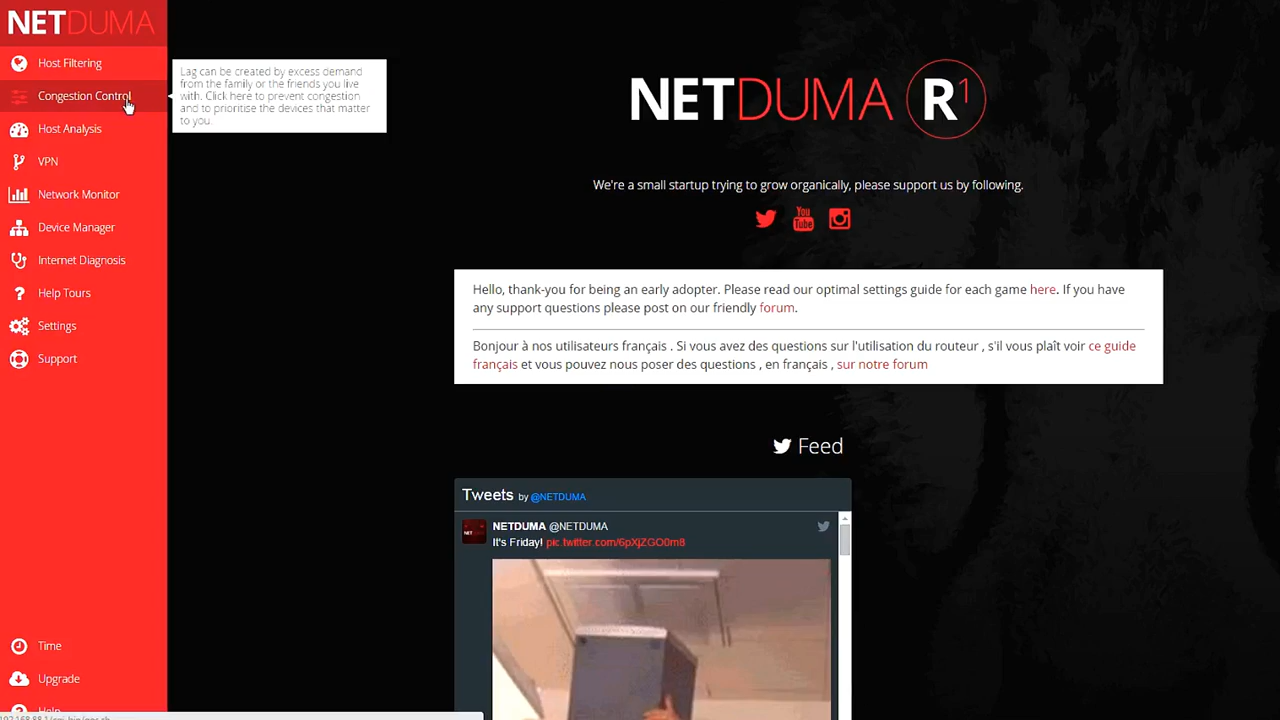 NETDUMA
Host Filtering
Congestion Control
Host Analysis
VPN
Network Monitor
Device Manager
Internet Diagnosis
Help Tours
Settings
Support
Time
Upgrade
Help
Lag can be created by excess demand
from the family or the friends you live
with. Click here to prevent congestion
and to prioritise the devices that matter
to you.
NETDUMA R1
We're a small startup trying to grow organically, please support us by following.
You
Tube
Hello, thank-you for being an early adopter. Please read our optimal settings guide for each game here. If you have
any support questions please post on our friendly forum.
Bonjour à nos utilisateurs français . Si vous avez des questions sur l'utilisation du routeur , s'il vous plaît voir ce guide
français et vous pouvez nous poser des questions , en français , sur notre forum
Feed
Tweets by @NETDUMA
NETDUMA @NETDUMA
It's Friday! pic.twitter.com/6pXjZGO0m8